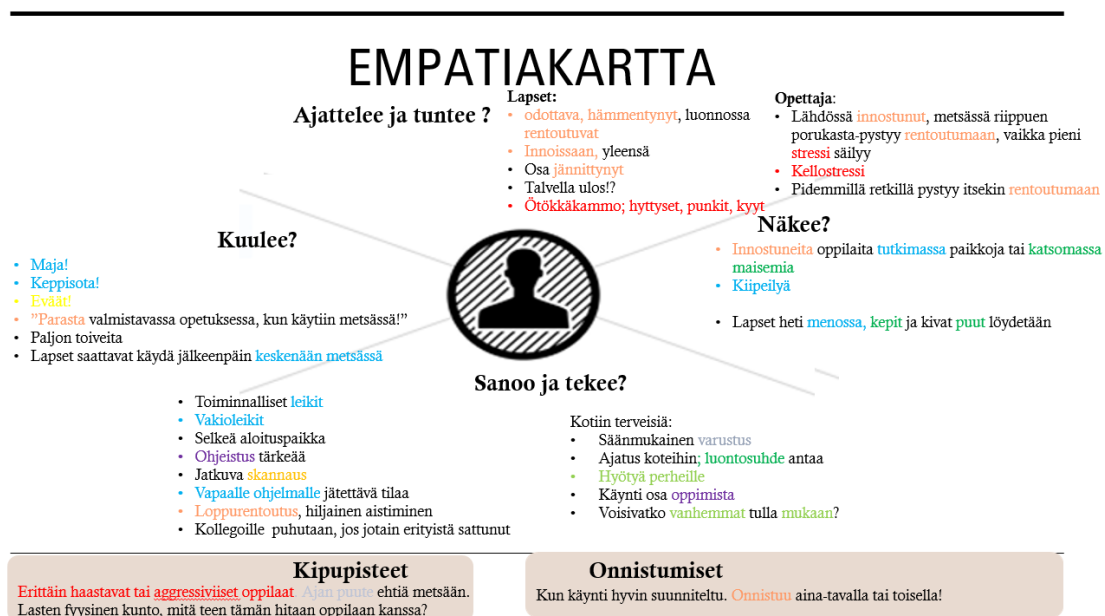 EMPATIAKARTTA
Ajattelee ja tuntee ?
Lapset:
• odottava, hämmentynyt, luonnossa
rentoutuvat
• Innoissaan, yleensä
• Osa jännittynyt
• Talvella ulos!?
• Ötökkäkammo; hyttyset, punkit, kyyt
Opettaja:
• Lähdössä innostunut, metsässä riippuen
porukasta-pystyy rentoutumaan, vaikka pieni
stressi säilyy
• Kellostressi
• Pidemmillä retkillä pystyy itsekin rentoutumaan
Kuulee?
• Maja!
• Keppisota!
• Eväät!
• ”Parasta valmistavassa opetuksessa, kun käytiin metsässä!”
• Paljon toiveita
• Lapset saattavat käydä jälkeenpäin keskenään metsässä
Näkee?
• Innostuneita oppilaita tutkimassa paikkoja tai katsomassa
maisemia
• Kiipeilyä
• Lapset heti menossa, kepit ja kivat puut löydetään
Sanoo ja tekee?
• Toiminnalliset leikit
• Vakioleikit
• Selkeä aloituspaikka
• Ohjeistus tärkeää
• Jatkuva skannaus
• Vapaalle ohjelmalle jätettävä tilaa
• Loppurentoutus, hiljainen aistiminen
• Kollegoille puhutaan, jos jotain erityistä sattunut
Kotiin terveisiä:
• Säänmukainen varustus
• Ajatus koteihin; luontosuhde antaa
• Hyötyä perheille
• Käynti osa oppimista
• Voisivatko vanhemmat tulla mukaan?
Kipupisteet
Erittäin haastavat tai aggressiviiset oppilaat. Ajan puute ehtiä metsään.
Lasten fyysinen kunto, mitä teen tämän hitaan oppilaan kanssa?
Onnistumiset
Kun käynti hyvin suunniteltu. Onnistuu aina-tavalla tai toisella!